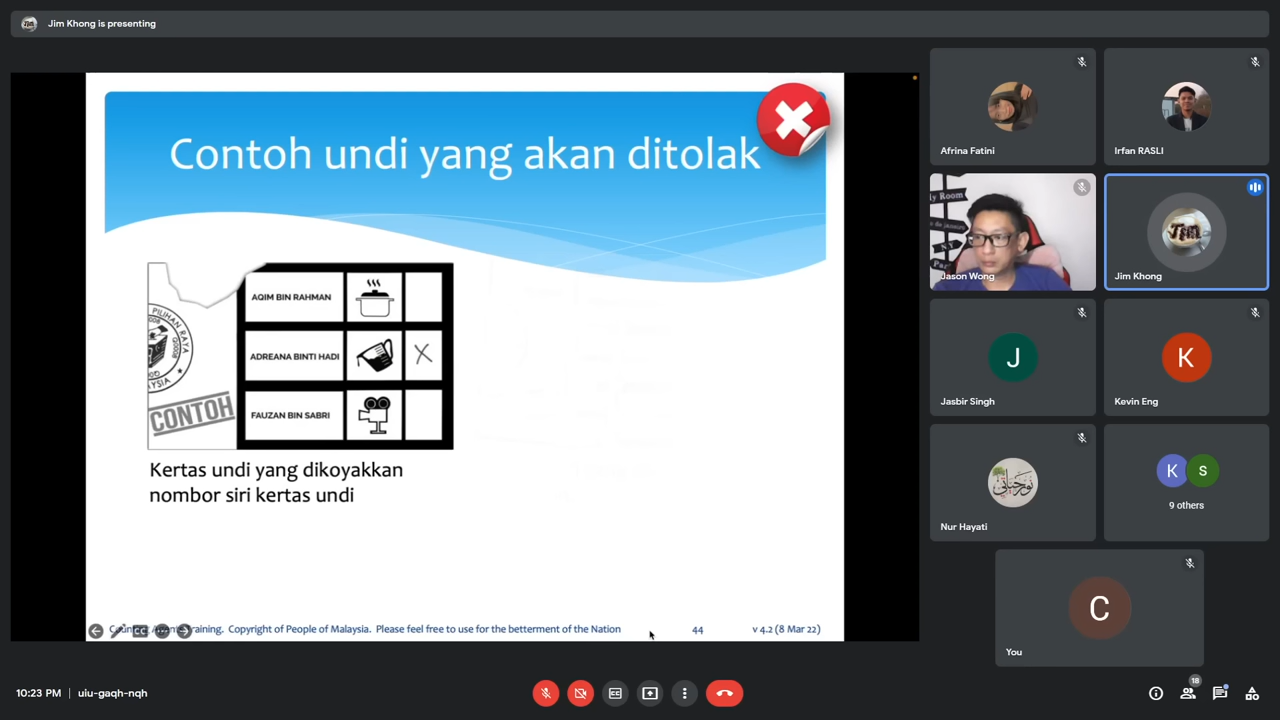 Jim Khong is presenting
Contoh undi yang akan ditolak
PILIHAN RAYA
AQIM BIN RAHMAN
ADREANA BINTI HADI
FAUZAN BIN SABRI
CONTOH
Kertas undi yang dikoyakkan
nombor siri kertas undi
raining. Copyright of People of Malaysia. Please feel free to use for the betterment of the Nation
44
v 4.2 (8 Mar 22)
Afrina Fatini
Irfan RASLI
Jason Wong
Jim Khong
J
Jasbir Singh
K
Kevin Eng
Nur Hayati
K
S
9 others
C
You
10:23 PM | uiu-gaqh-nqh
18